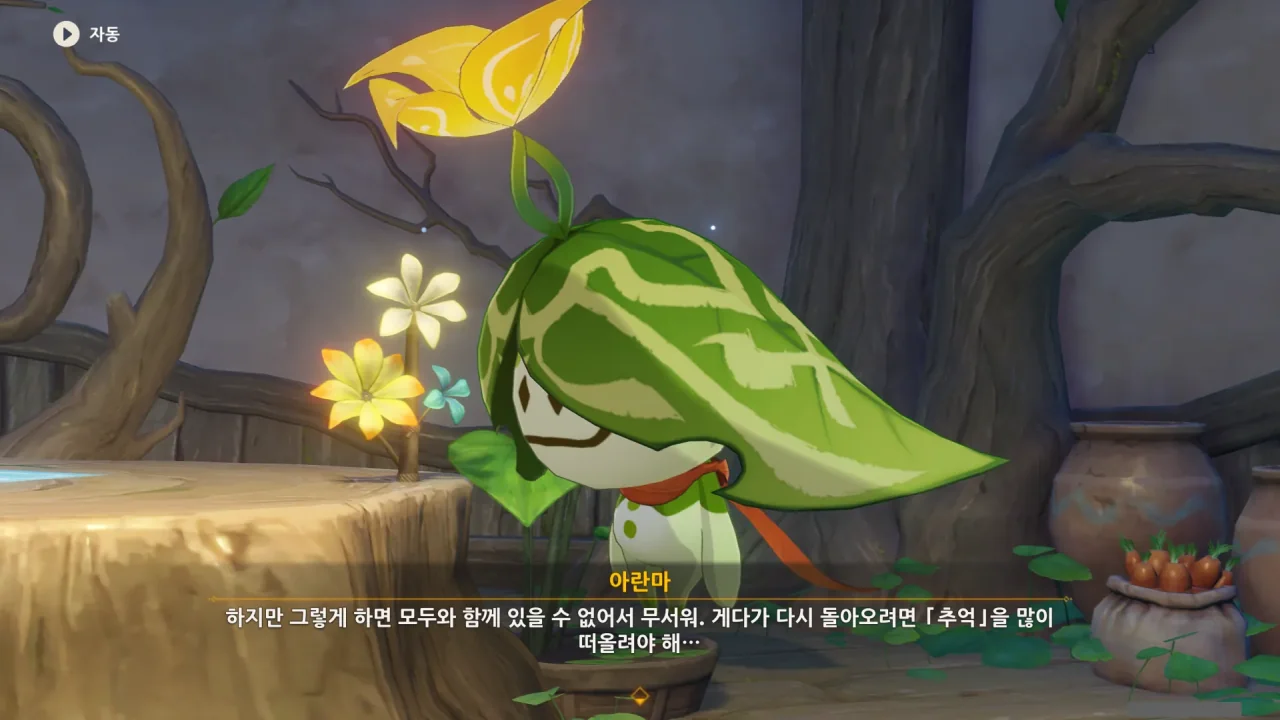 자동
아란마
하지만 그렇게 하면 모두와 함께 있을 수 없어서 무서워. 게다가 다시 돌아오려면 「추억」을 많이
떠올려야 해…